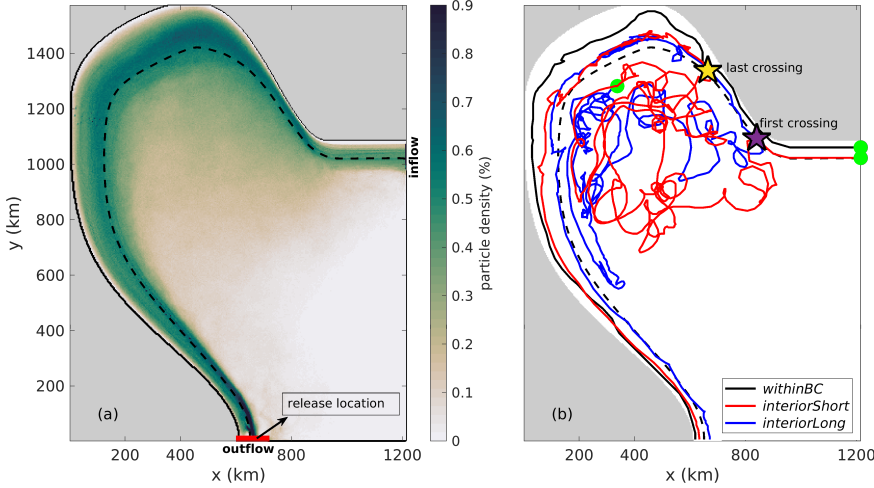 1400
1200
1000
800
600
400
200
y (km)
200
400
800
1200
x (km)
(a)
release location
outflow
inflow
0.9
0.8
0.7
0.6
0.5
0.4
0.3
0.2
0.1
0
particle density (%)
last crossing
first crossing
(b)
withinBC
interiorShort
interiorLong
200
400
800
1200
x (km)